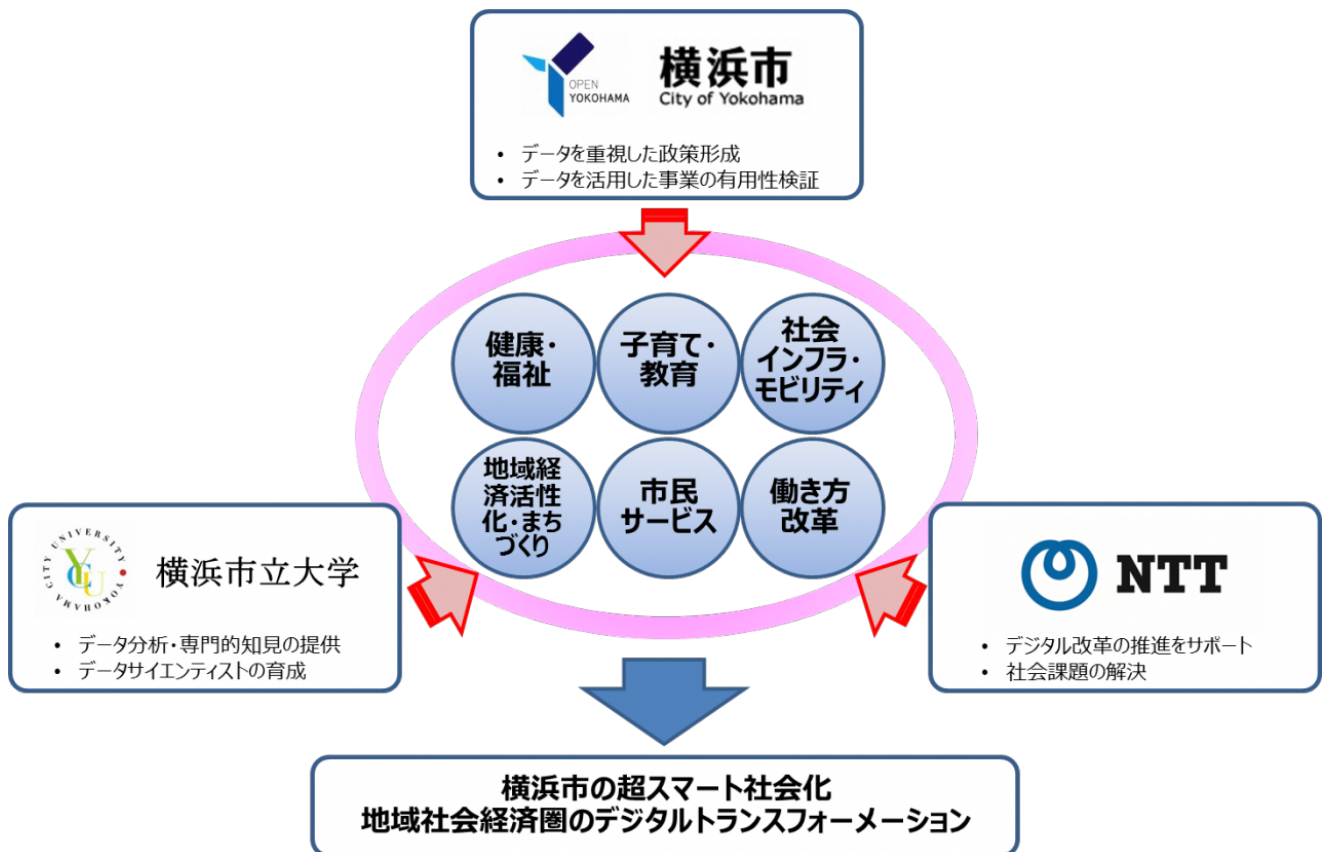 OPEN
YOKOHAMA
横浜市
City of Yokohama
• データを重視した政策形成
• データを活用した事業の有用性検証
健康・
福祉
子育て・
教育
社会
インフラ・
モビリティ
地域経
済活性
化・まち
づくり
市民
サービス
働き方
改革
YOKOHAMA CITY UNIVERSITY
YCU
横浜市立大学
• データ分析・専門的知見の提供
• データサイエンティストの育成
NTT
• デジタル改革の推進をサポート
• 社会課題の解決
横浜市の超スマート社会化
地域社会経済圏のデジタルトランスフォーメーション